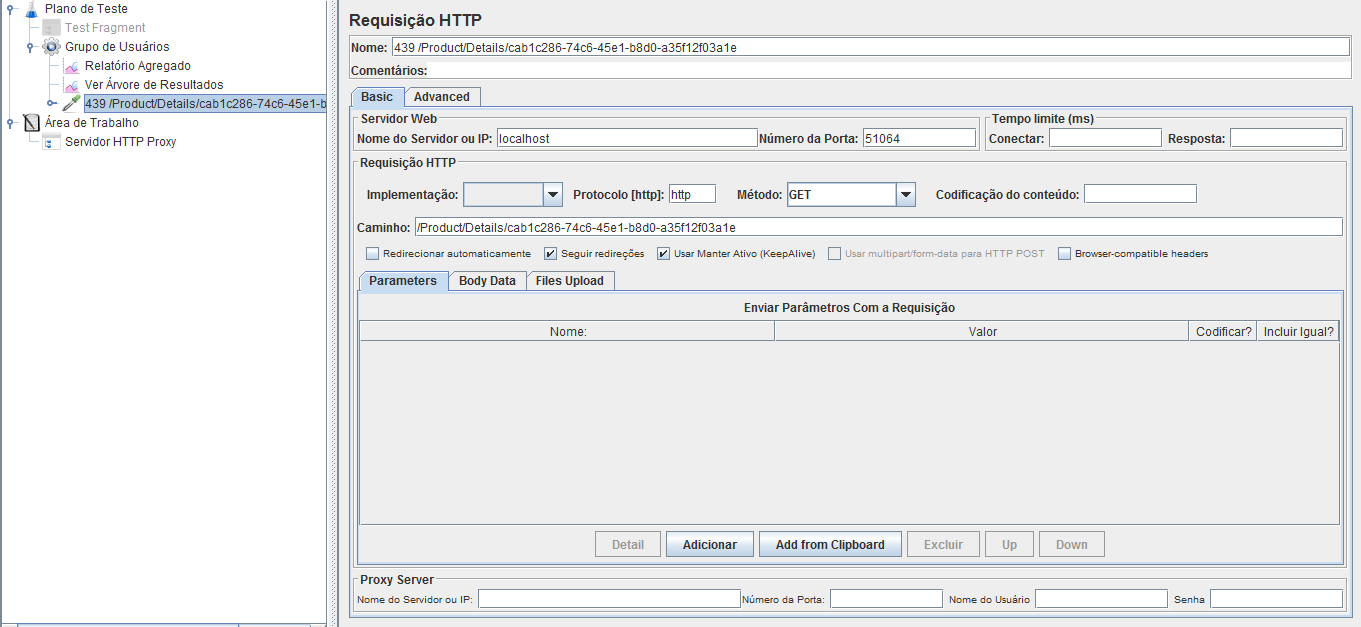 Plano de Teste
Test Fragment
Grupo de Usuários
Relatório Agregado
Ver Árvore de Resultados
439 /Product/Details/cab1c286-74c6-45e1-b
Área de Trabalho
Servidor HTTP Proxy
Requisição HTTP
Nome: 439 /Product/Details/cab1c286-74c6-45e1-b8d0-a35f12f03a1e
Comentários:
Basic Advanced
Servidor Web Tempo limite (ms)
Nome do Servidor ou IP: localhost Número da Porta: 51064 Conectar: Resposta:
Requisição HTTP
Implementação: Protocolo [http]: http Método: GET Codificação do conteúdo:
Caminho: /Product/Details/cab1c286-74c6-45e1-b8d0-a35f12f03a1e
Redirecionar automaticamente Seguir redireções Usar Manter Ativo (KeepAlive) Usar multipart/form-data para HTTP POST Browser-compatible headers
Parameters Body Data Files Upload
Enviar Parâmetros Com a Requisição
Nome: Valor Codificar? Incluir Igual?
Detail Adicionar Add from Clipboard Excluir Up Down
Proxy Server
Nome do Servidor ou IP: Número da Porta: Nome do Usuário Senha